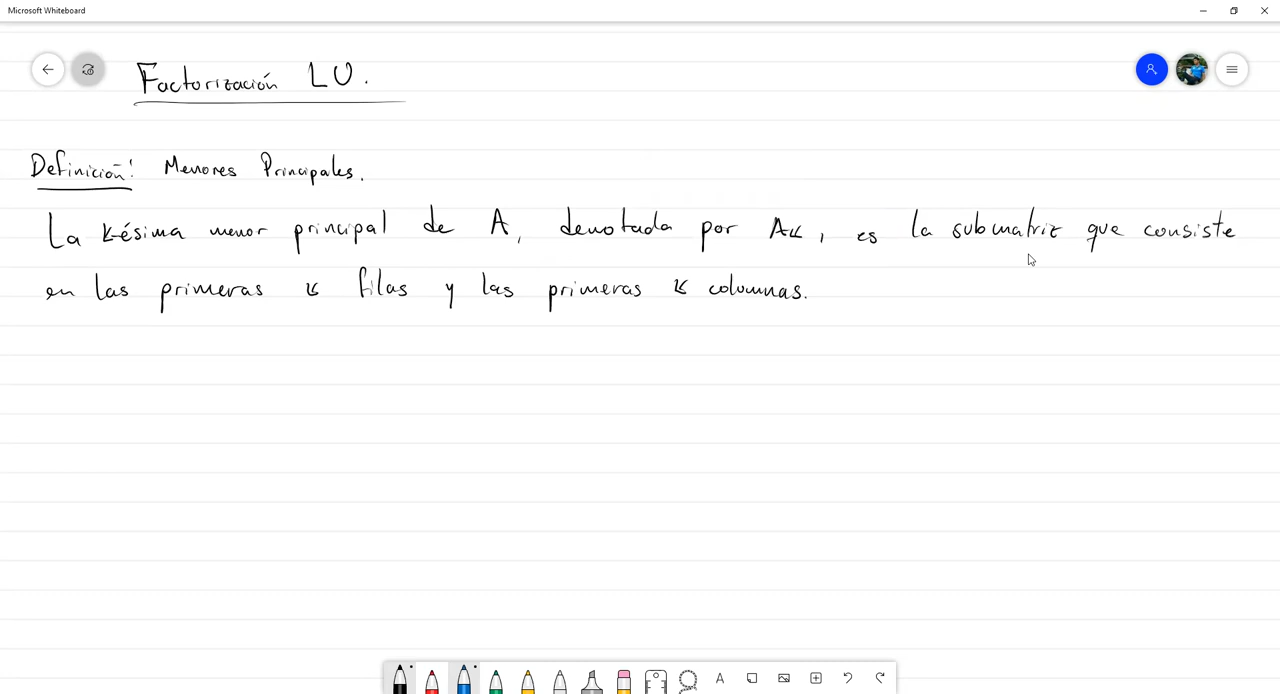 Microsoft Whiteboard
Factorización LU.
Definición: Menores Principales.
La k-ésima menor principal de A, denotada por Ak, es la submatriz que consiste
en las primeras k filas y las primeras k columnas.
A